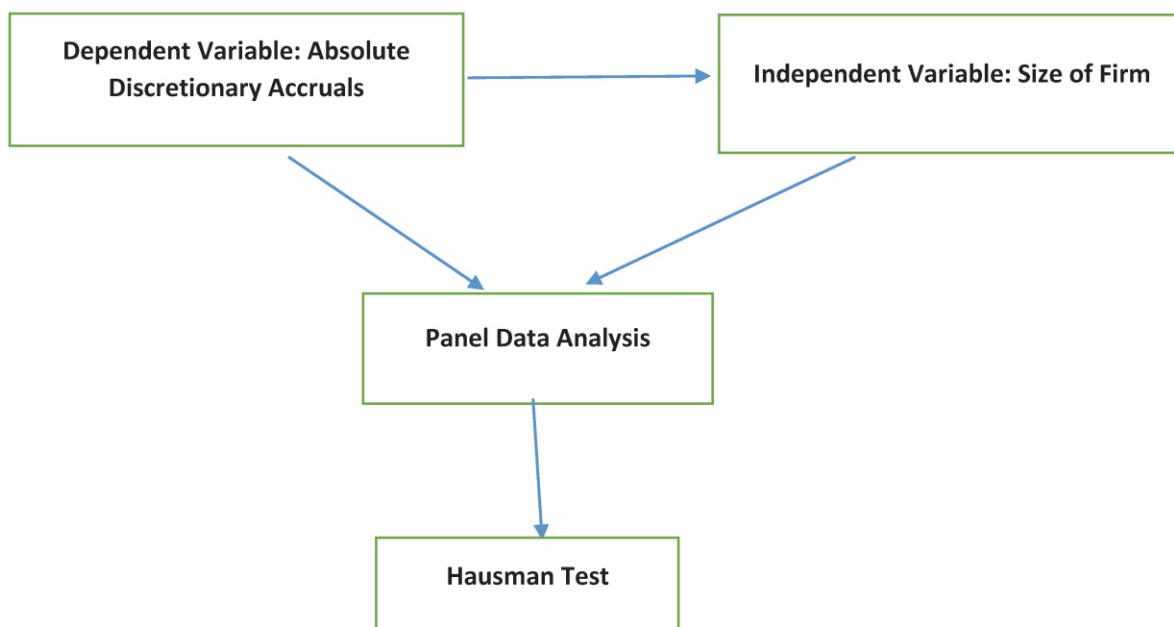 Dependent Variable: Absolute
Discretionary Accruals
Independent Variable: Size of Firm
Panel Data Analysis
Hausman Test